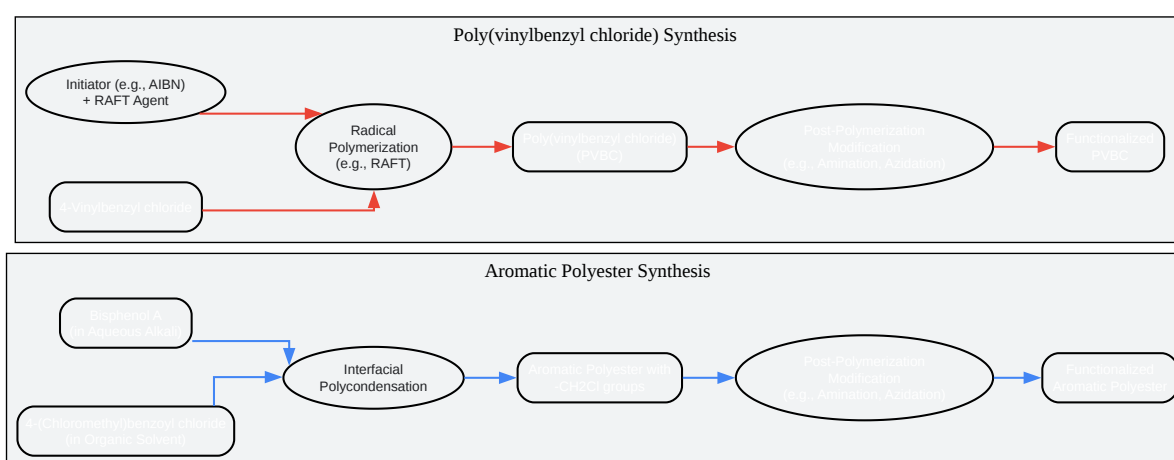 Poly(vinylbenzyl chloride) Synthesis
Initiator (e.g., AIBN)
+ RAFT Agent
Radical
Polymerization
(e.g., RAFT)
Poly(vinylbenzyl chloride)
(PVBC)
Post-Polymerization
Modification
(e.g., Amination, Azidation)
Functionalized
PVBC
4-Vinylbenzyl chloride
Aromatic Polyester Synthesis
Bisphenol A
(in Aqueous Alkali)
Interfacial
Polycondensation
Aromatic Polyester with
-CH2Cl groups
Post-Polymerization
Modification
(e.g., Amination, Azidation)
Functionalized
Aromatic Polyester
4-(Chloromethyl)benzoyl chloride
(in Organic Solvent)